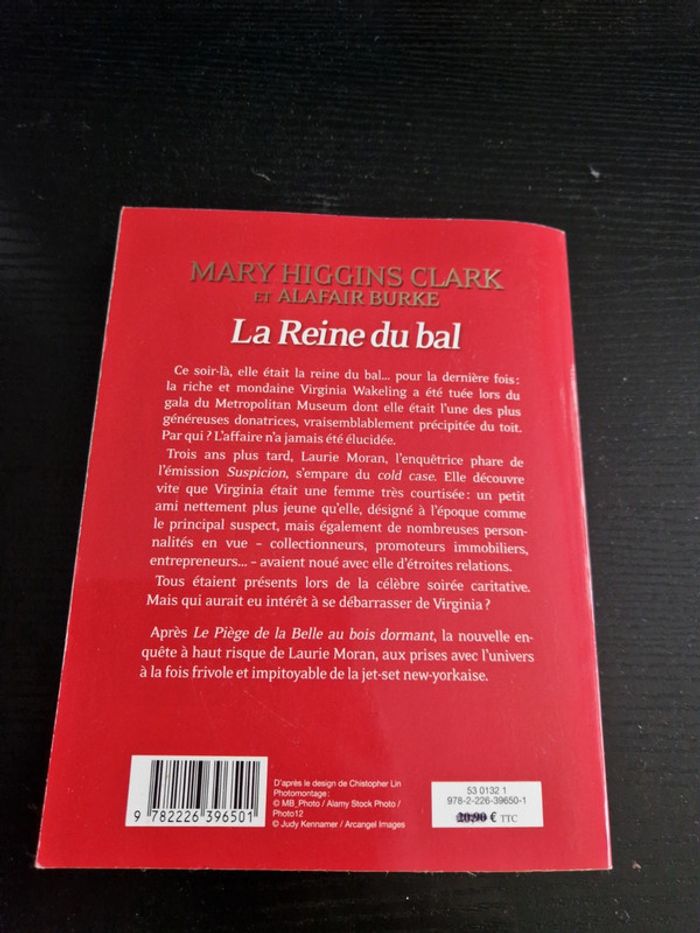 MARY HIGGINS CLARK
ET ALAFAIR BURKE
La Reine du bal
Ce soir-là, elle était la reine du bal... pour la dernière fois :
la riche et mondaine Virginia Wakeling a été tuée lors du
gala du Metropolitan Museum dont elle était l'une des plus
généreuses donatrices, vraisemblablement précipitée du toit.
Par qui ? L'affaire n'a jamais été élucidée.
Trois ans plus tard, Laurie Moran, l'enquêtrice phare de
l'émission Suspicion, s'empare du cold case. Elle découvre
vite que Virginia était une femme très courtisée : un petit
ami nettement plus jeune qu'elle, désigné à l'époque comme
le principal suspect, mais également de nombreuses person-
nalités en vue – collectionneurs, promoteurs immobiliers,
entrepreneurs... – avaient noué avec elle d'étroites relations.
Tous étaient présents lors de la célèbre soirée caritative.
Mais qui aurait eu intérêt à se débarrasser de Virginia ?
Après Le Piège de la Belle au bois dormant, la nouvelle en-
quête à haut risque de Laurie Moran, aux prises avec l'univers
à la fois frivole et impitoyable de la jet-set new-yorkaise.
9 782226 396501
D'après le design de Chistopher Lin
Photomontage :
© MB_Photo / Alamy Stock Photo /
Photo12
© Judy Kennamer / Arcangel Images
53 0132 1
978-2-226-39650-1
20,90 € TTC